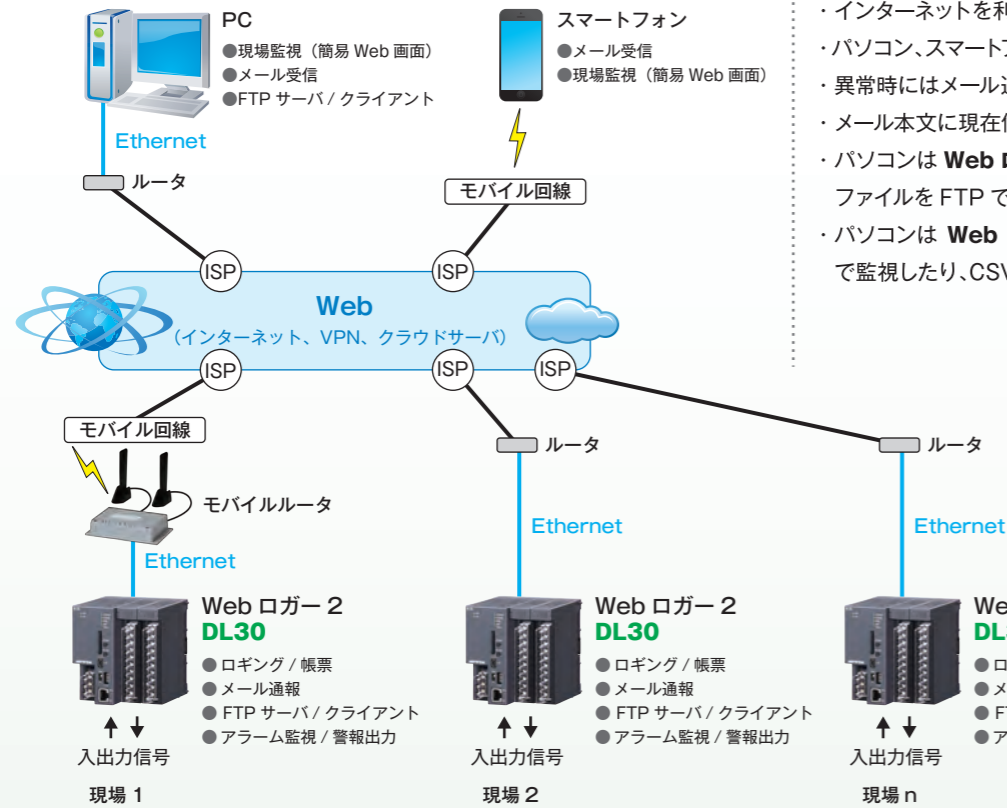 PC
●現場監視（簡易 Web 画面）
●メール受信
●FTP サーバ / クライアント
Ethernet
ルータ
スマートフォン
●メール受信
●現場監視（簡易 Web 画面）
モバイル回線
・インターネットを利
・パソコン、スマート
・異常時にはメール
・メール本文に現在
・パソコンは Web
ファイルを FTP で
・パソコンは Web
で監視したり、CSV
ISP
ISP
Web
（インターネット、VPN、クラウドサーバ）
ISP
ISP
ISP
モバイル回線
モバイルルータ
Ethernet
ルータ
Ethernet
ルータ
Ethernet
Web ロガー 2
DL30
●ロギング / 帳票
●メール通報
●FTP サーバ / クライアント
●アラーム監視 / 警報出力
入出力信号
現場 1
Web ロガー 2
DL30
●ロギング / 帳票
●メール通報
●FTP サーバ / クライアント
●アラーム監視 / 警報出力
入出力信号
現場 2
入出力信号
現場 n